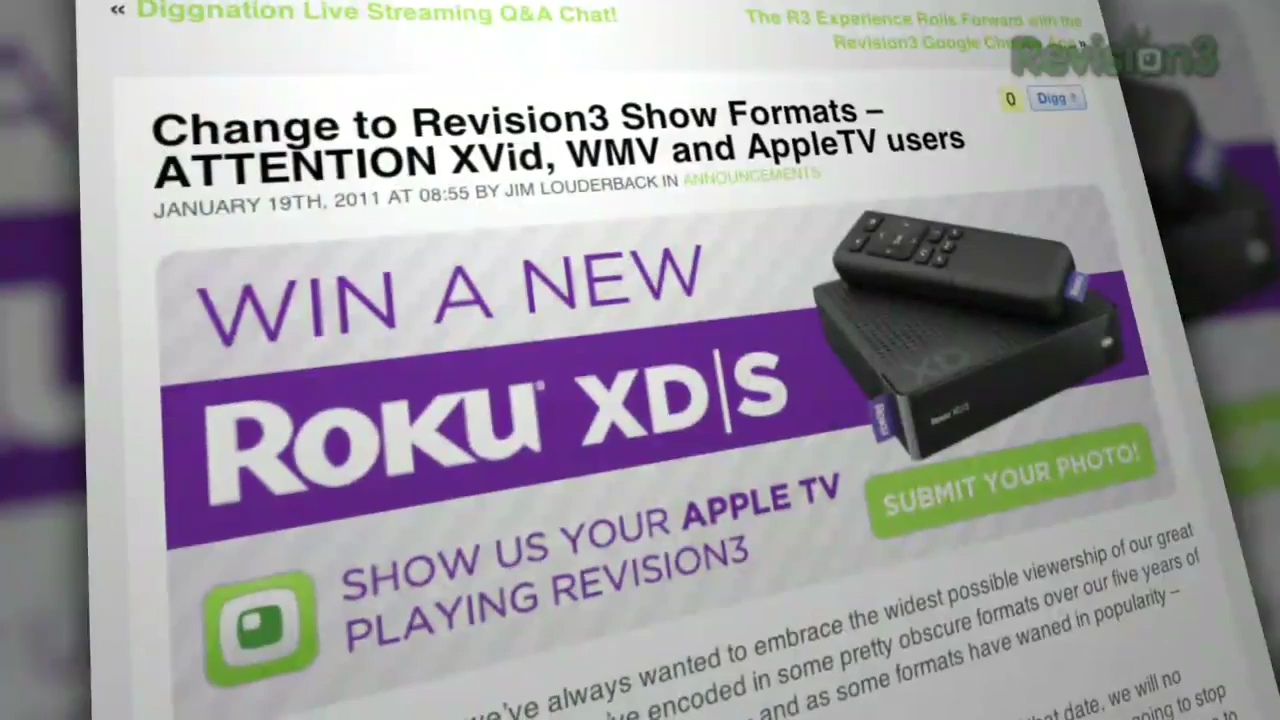 « Diggnation Live Streaming Q&A Chat!
The R3 Experience Rolls Forward with the
Revision3 Google Chrome App »
Revision3
Change to Revision3 Show Formats –
ATTENTION XVid, WMV and AppleTV users
0 Digg
JANUARY 19TH, 2011 AT 08:55 BY JIM LOUDERBACK IN ANNOUNCEMENTS
WIN A NEW
ROKU XD|S
XD
ROKU
SHOW US YOUR APPLE TV
PLAYING REVISION3
SUBMIT YOUR PHOTO!
we've always wanted to embrace the widest possible viewership of our great
encoded in some pretty obscure formats over our five years of
and as some formats have waned in popularity –
that date, we will no
going to stop